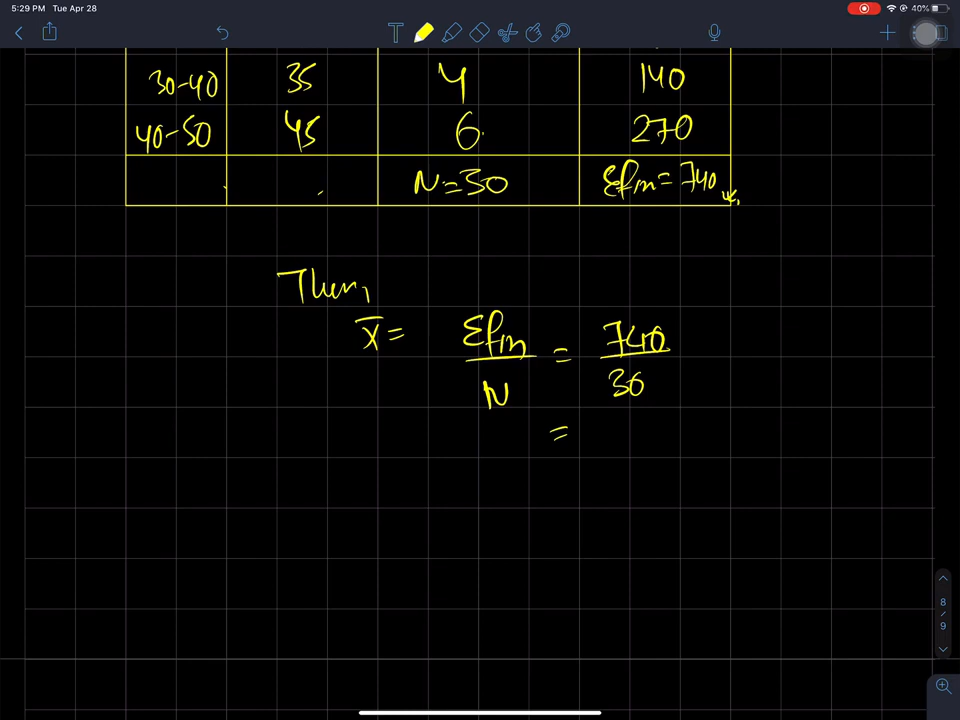 5:29 PM Tue Apr 28 40%
30-40 35 4 140
40-50 45 6 270
N=30 Σfm=740
Then,
X̄ = Σfm/N = 740/30
=
8/9